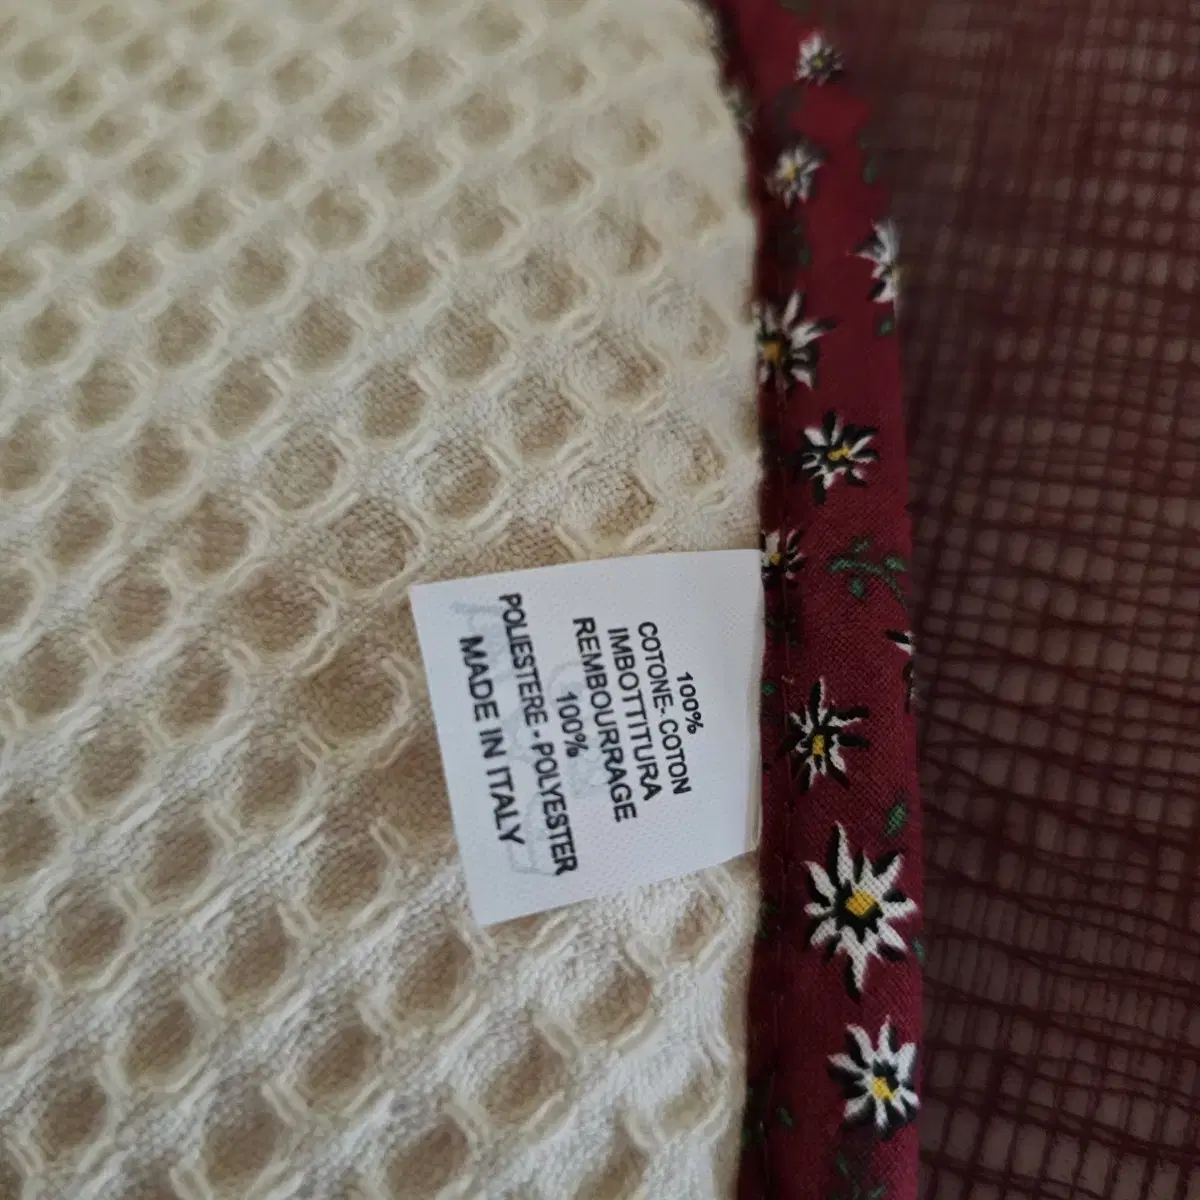 100%
COTONE-COTON
IMBOTTITURA
REMBOURRAGE
100%
POLIESTERE-POLYESTER
MADE IN ITALY